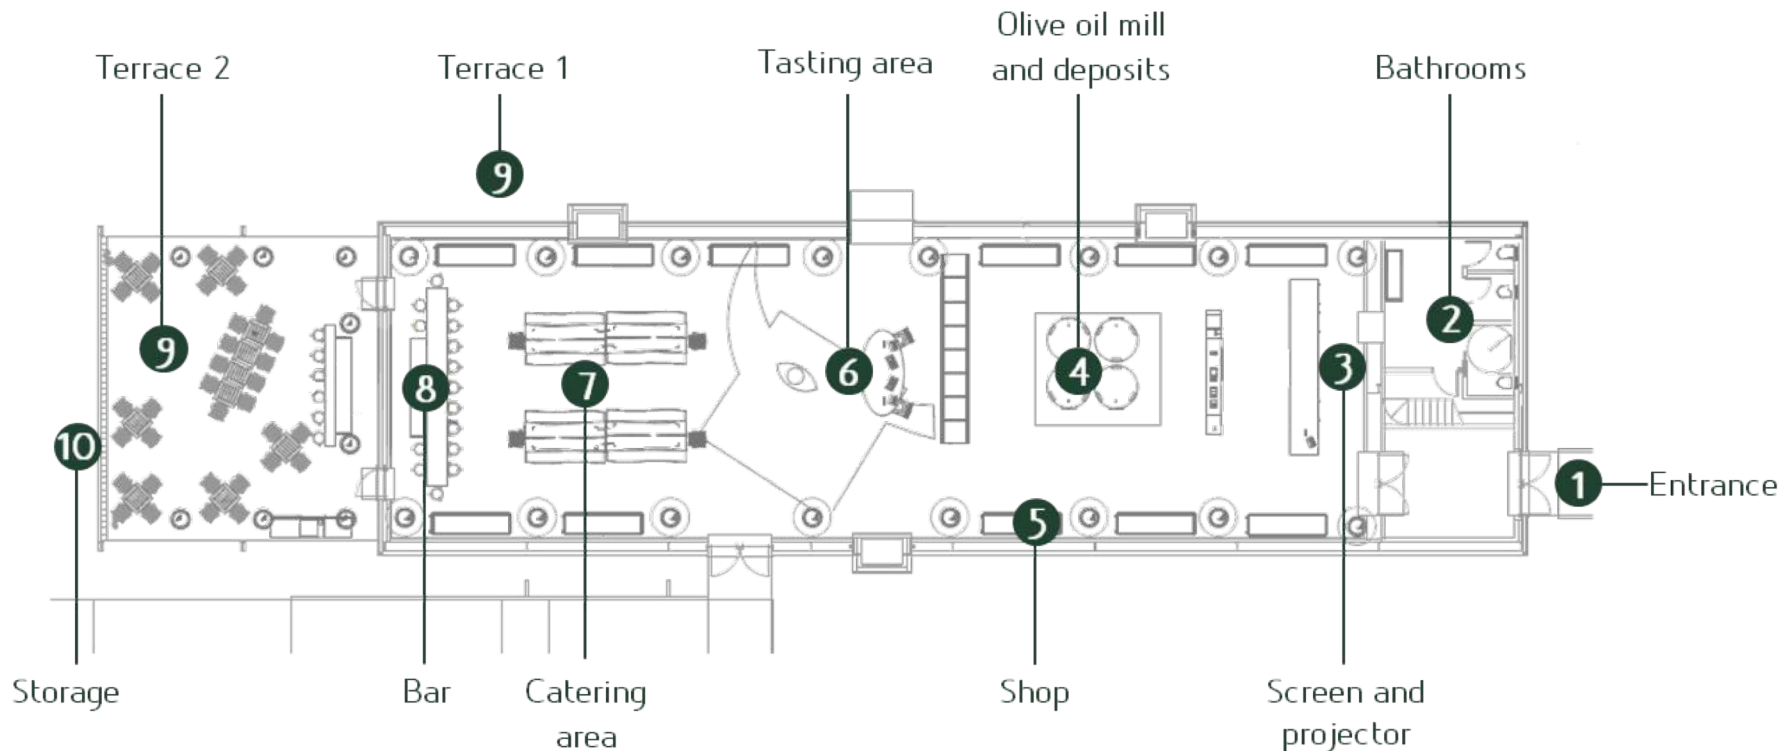 Olive oil mill
and deposits
Terrace 2
Terrace 1
Tasting area
Bathrooms
9
9
2
3
4
6
7
8
10
1
Entrance
5
Storage
Bar
Catering
area
Shop
Screen and
projector